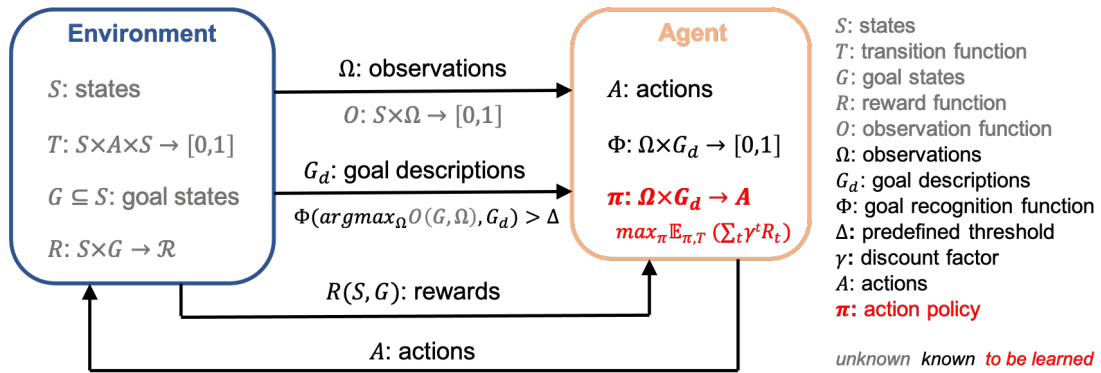 Environment
S: states
T: S×A×S → [0,1]
G ⊆ S: goal states
R: S×G → ℛ
Ω: observations
O: S×Ω → [0,1]
G_d: goal descriptions
Φ(argmax_Ω O(G, Ω), G_d) > Δ
R(S, G): rewards
A: actions
Agent
A: actions
Φ: Ω×G_d → [0,1]
π: Ω×G_d → A
max_π 𝔼_π,T (∑_t γ^t R_t)
S: states
T: transition function
G: goal states
R: reward function
O: observation function
Ω: observations
G_d: goal descriptions
Φ: goal recognition function
Δ: predefined threshold
γ: discount factor
A: actions
π: action policy
unknown known to be learned